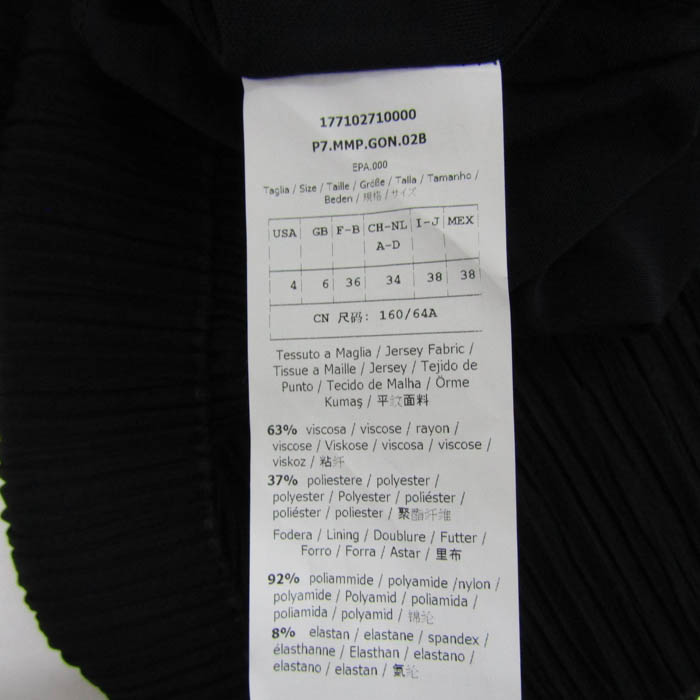 177102710000
P7.MMP.GON.02B
EPA.000
Taglia / Size / Taille / Größe / Talla / Tamanho /
Beden / 規格 / サイズ
USA GB F-B CH-NL I-J MEX
A-D
4 6 36 34 38 38
CN 尺码: 160/64A
Tessuto a Maglia / Jersey Fabric /
Tissue a Maille / Jersey / Tejido de
Punto / Tecido de Malha / Örme
Kumaş / 平纹面料
63% viscosa / viscose / rayon /
viscose / Viskose / viscosa / viscose /
viskoz / 粘纤
37% poliestere / polyester /
polyester / Polyester / poliéster /
poliéster / poliester / 聚酯纤维
Fodera / Lining / Doublure / Futter /
Forro / Forra / Astar / 里布
92% poliammide / polyamide /nylon /
polyamide / Polyamid / poliamida /
poliamida / polyamid / 锦纶
8% elastan / elastane / spandex /
élasthanne / Elasthan / elastano /
elastano / elastan / 氨纶